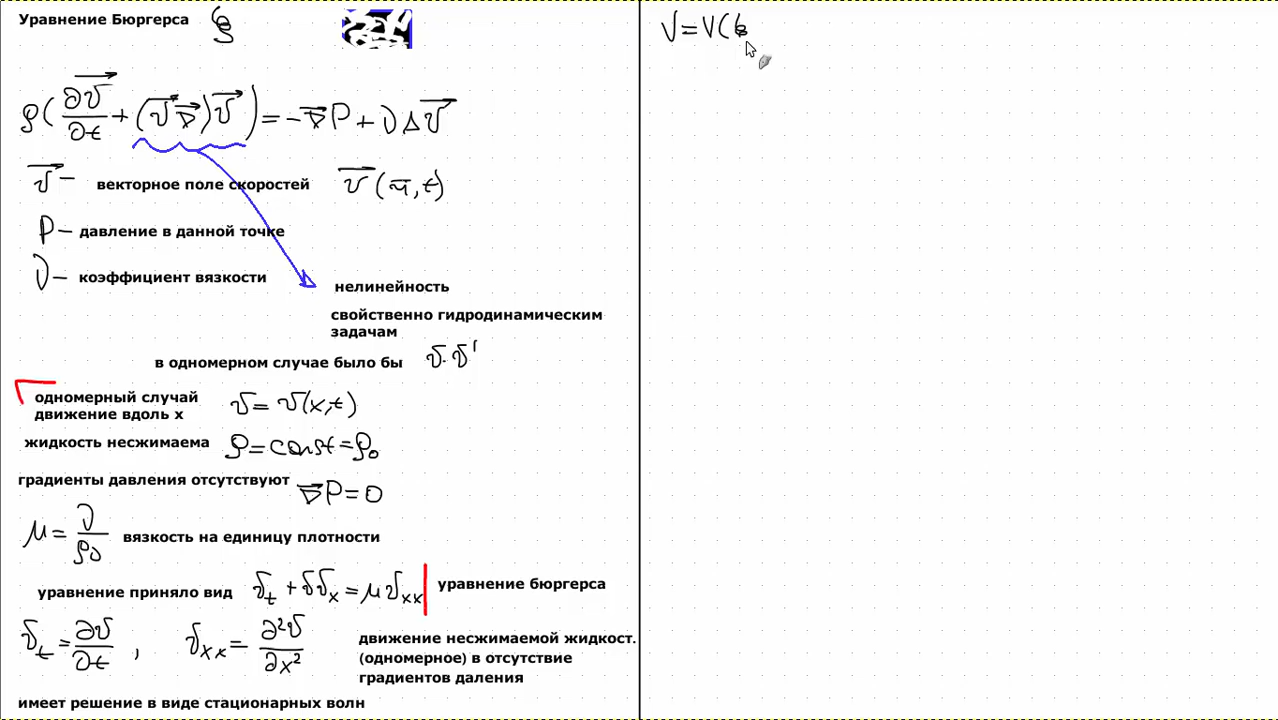 Уравнение Бюргерса
ρ(∂v⃗/∂t + (v⃗∇⃗)v⃗) = −∇⃗P + νΔv⃗
v⃗ – векторное поле скоростей v⃗(r̄,t)
P – давление в данной точке
ν – коэффициент вязкости
нелинейность
свойственно гидродинамическим
задачам
в одномерном случае было бы v·v'
одномерный случай
движение вдоль x v = v(x,t)
жидкость несжимаема ρ=const=ρ₀
градиенты давления отсутствуют ∇⃗P=0
μ = ν/ρ₀ вязкость на единицу плотности
уравнение приняло вид vₜ + vvₓ = μvₓₓ уравнение бюргерса
vₜ = ∂v/∂t , vₓₓ = ∂²v/∂x²
движение несжимаемой жидкост.
(одномерное) в отсутствие
градиентов даления
имеет решение в виде стационарных волн
V=V(